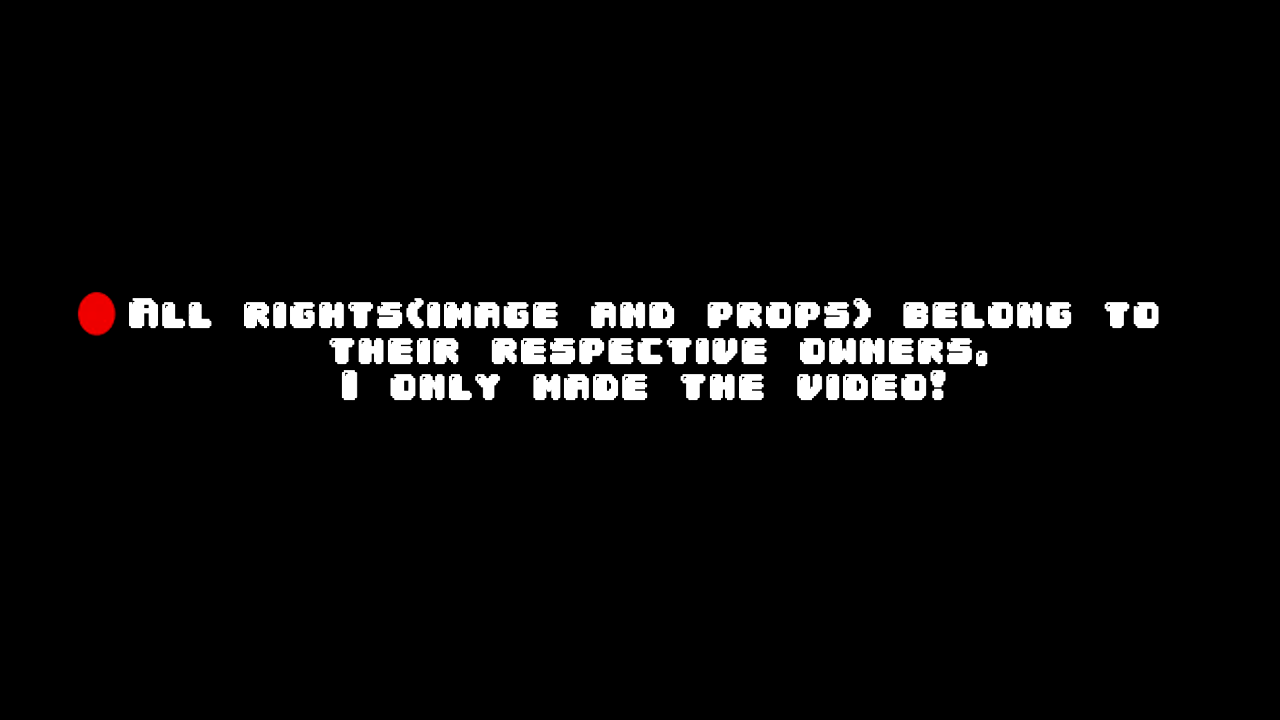 All rights(image and props) belong to
their respective owners,
I only made the video!